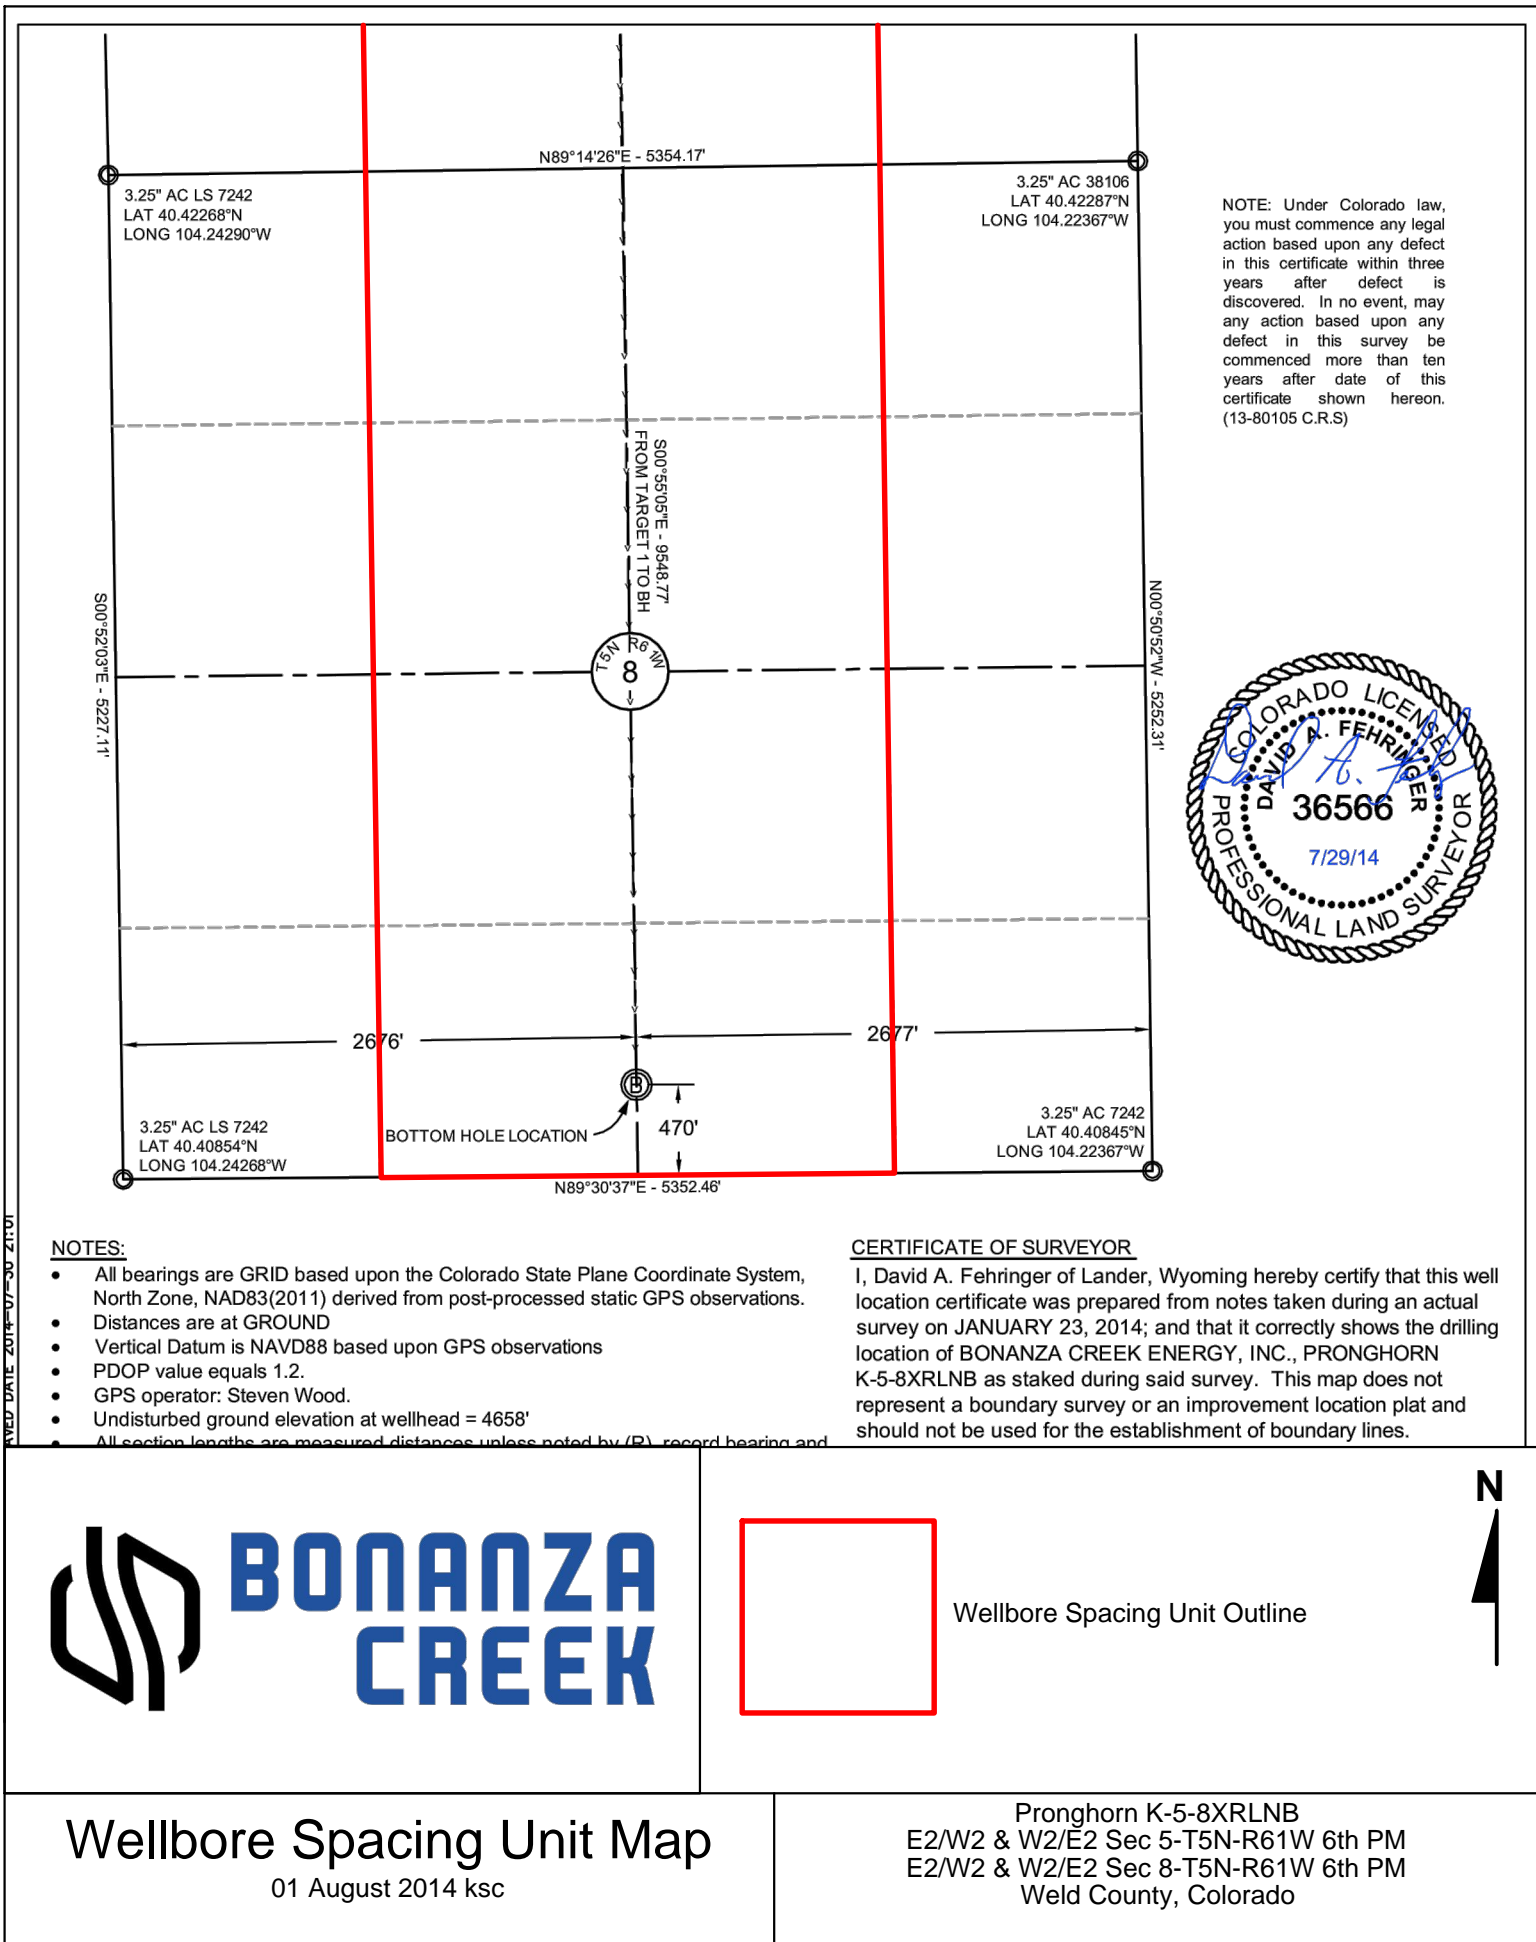 N89°14'26"E - 5354.17'
3.25" AC LS 7242
LAT 40.42268°N
LONG 104.24290°W
3.25" AC 38106
LAT 40.42287°N
LONG 104.22367°W
NOTE: Under Colorado law,
you must commence any legal
action based upon any defect
in this certificate within three
years after defect is
discovered. In no event, may
any action based upon any
defect in this survey be
commenced more than ten
years after date of this
certificate shown hereon.
(13-80105 C.R.S)
S00°55'05"E - 9548.77'
FROM TARGET 1 TO BH
S00°52'03"E - 5227.11'
N00°50'52"W - 5252.31'
T5N R61W
8
COLORADO LICENSED
DAVID A. FEHRINGER
36566
7/29/14
PROFESSIONAL LAND SURVEYOR
2676'
2677'
B
BOTTOM HOLE LOCATION
470'
3.25" AC LS 7242
LAT 40.40854°N
LONG 104.24268°W
3.25" AC 7242
LAT 40.40845°N
LONG 104.22367°W
N89°30'37"E - 5352.46'
NOTES:
• All bearings are GRID based upon the Colorado State Plane Coordinate System,
North Zone, NAD83(2011) derived from post-processed static GPS observations.
• Distances are at GROUND
• Vertical Datum is NAVD88 based upon GPS observations
• PDOP value equals 1.2.
• GPS operator: Steven Wood.
• Undisturbed ground elevation at wellhead = 4658'
• All section lengths are measured distances unless noted by (R), record bearing and
CERTIFICATE OF SURVEYOR
I, David A. Fehringer of Lander, Wyoming hereby certify that this well
location certificate was prepared from notes taken during an actual
survey on JANUARY 23, 2014; and that it correctly shows the drilling
location of BONANZA CREEK ENERGY, INC., PRONGHORN
K-5-8XRLNB as staked during said survey. This map does not
represent a boundary survey or an improvement location plat and
should not be used for the establishment of boundary lines.
BONANZA
CREEK
Wellbore Spacing Unit Outline
N
Wellbore Spacing Unit Map
01 August 2014 ksc
Pronghorn K-5-8XRLNB
E2/W2 & W2/E2 Sec 5-T5N-R61W 6th PM
E2/W2 & W2/E2 Sec 8-T5N-R61W 6th PM
Weld County, Colorado